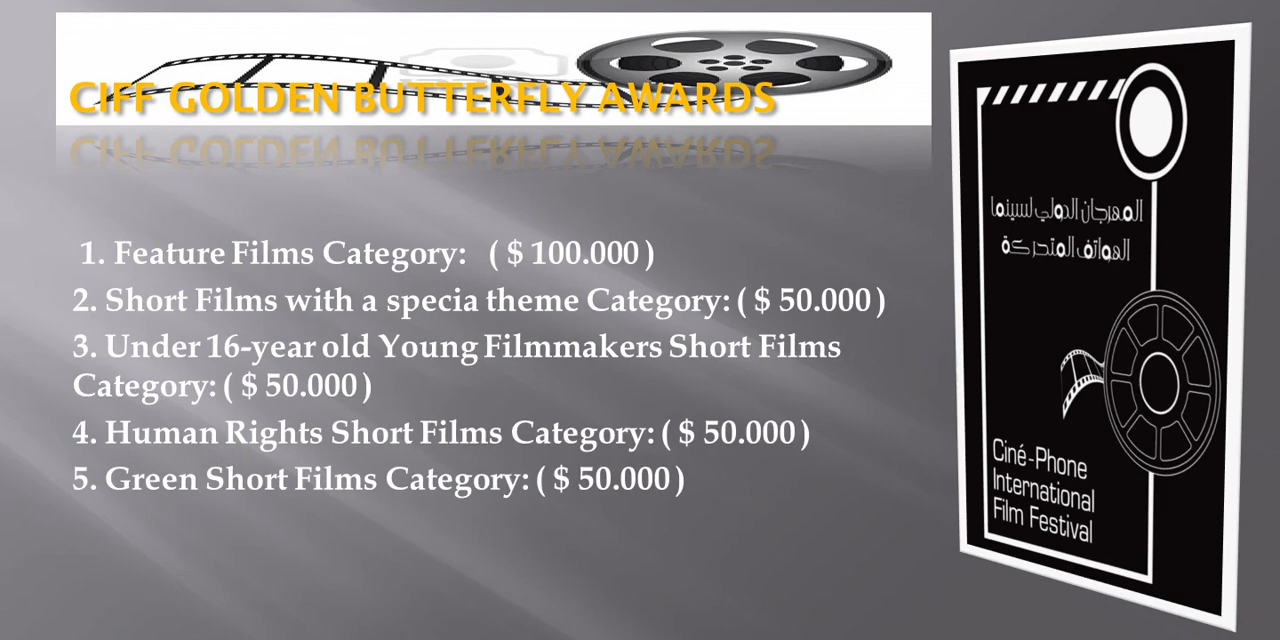 CIFF GOLDEN BUTTERFLY AWARDS
1. Feature Films Category: ( $ 100.000 )
2. Short Films with a specia theme Category: ( $ 50.000 )
3. Under 16-year old Young Filmmakers Short Films
Category: ( $ 50.000 )
4. Human Rights Short Films Category: ( $ 50.000 )
5. Green Short Films Category: ( $ 50.000 )
المهرجان الدولي لسينما
الهواتف المتحركة
Ciné-Phone
International
Film Festival